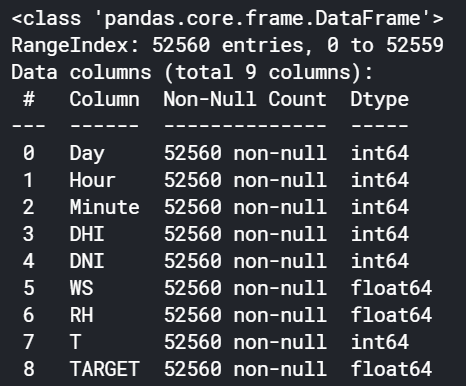 <class 'pandas.core.frame.DataFrame'>
RangeIndex: 52560 entries, 0 to 52559
Data columns (total 9 columns):
 #   Column  Non-Null Count  Dtype
---  ------  --------------  -----
 0   Day     52560 non-null  int64
 1   Hour    52560 non-null  int64
 2   Minute  52560 non-null  int64
 3   DHI     52560 non-null  int64
 4   DNI     52560 non-null  int64
 5   WS      52560 non-null  float64
 6   RH      52560 non-null  float64
 7   T       52560 non-null  int64
 8   TARGET  52560 non-null  float64